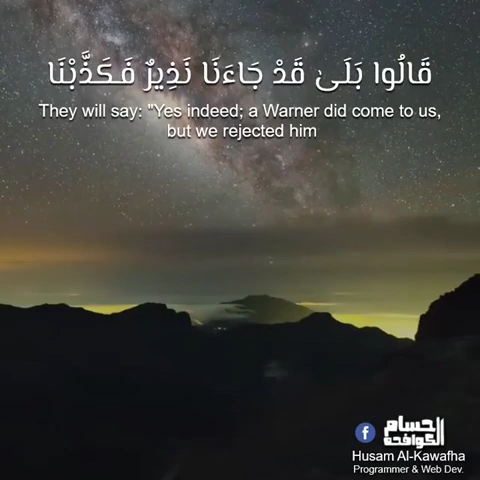 قَالُوا بَلَىٰ قَدْ جَاءَنَا نَذِيرٌ فَكَذَّبْنَا
They will say: "Yes indeed; a Warner did come to us,
but we rejected him
f
حسام
الكوافحة
Husam Al-Kawafha
Programmer & Web Dev.